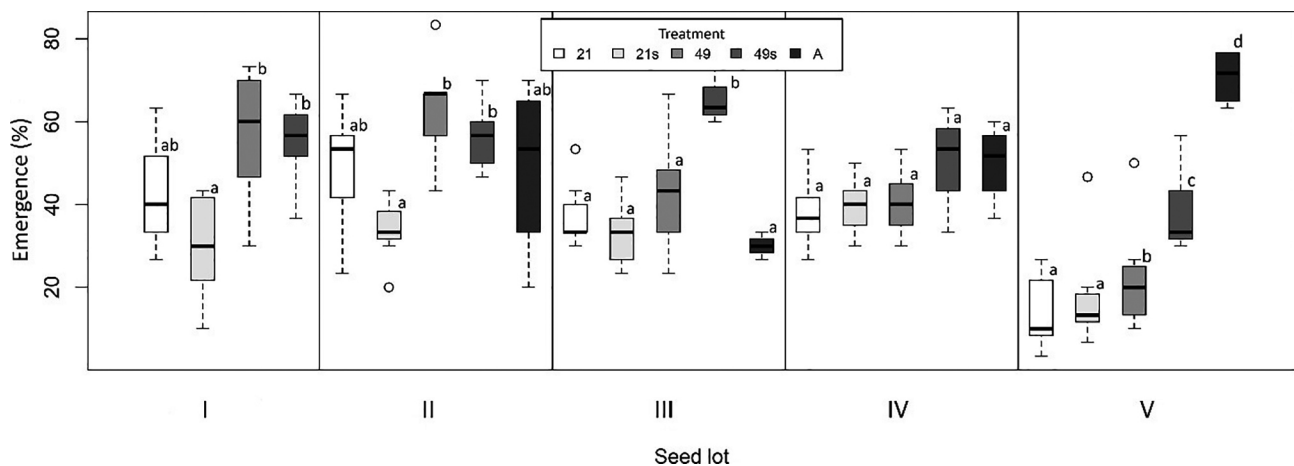 Treatment
21 21s 49 49s A
Emergence (%)
80
60
40
20
ab a b b
ab a b b ab
a a a b a
a a a a a
a a b c d
I II III IV V
Seed lot